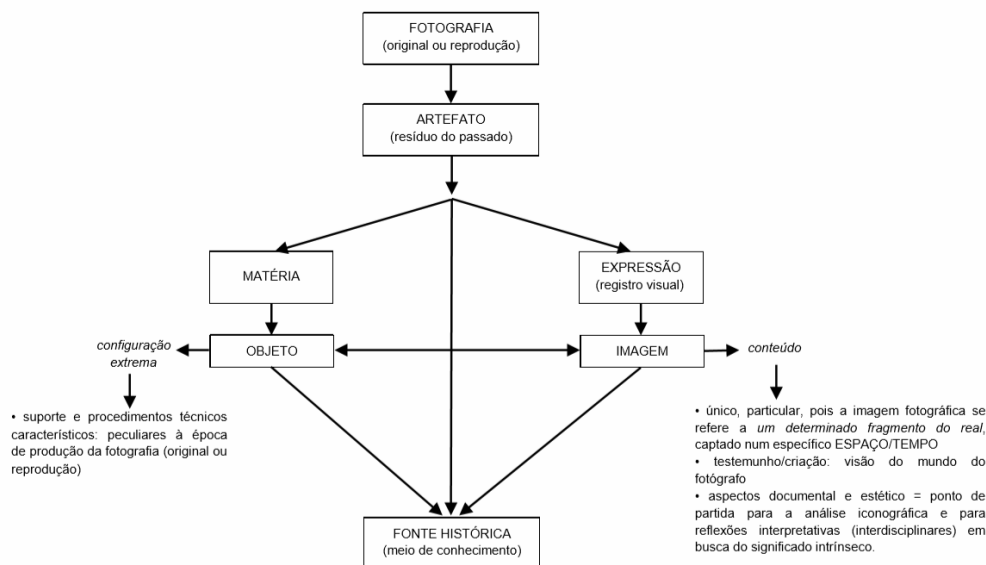 FOTOGRAFIA
(original ou reprodução)
ARTEFATO
(resíduo do passado)
MATÉRIA
EXPRESSÃO
(registro visual)
configuração
extrema
OBJETO
IMAGEM
conteúdo
• suporte e procedimentos técnicos
característicos: peculiares à época
de produção da fotografia (original ou
reprodução)
• único, particular, pois a imagem fotográfica se
refere a um determinado fragmento do real,
captado num específico ESPAÇO/TEMPO
• testemunho/criação: visão do mundo do
fotógrafo
• aspectos documental e estético = ponto de
partida para a análise iconográfica e para
reflexões interpretativas (interdisciplinares) em
busca do significado intrínseco.
FONTE HISTÓRICA
(meio de conhecimento)